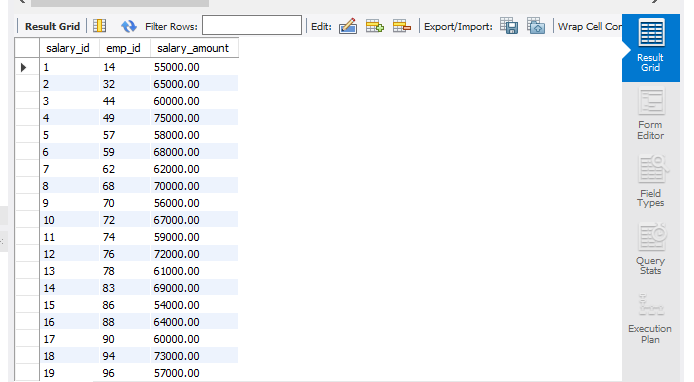 Result Grid Filter Rows: Edit: Export/Import: Wrap Cell Cor
salary_id emp_id salary_amount
1 14 55000.00
2 32 65000.00
3 44 60000.00
4 49 75000.00
5 57 58000.00
6 59 68000.00
7 62 62000.00
8 68 70000.00
9 70 56000.00
10 72 67000.00
11 74 59000.00
12 76 72000.00
13 78 61000.00
14 83 69000.00
15 86 54000.00
16 88 64000.00
17 90 60000.00
18 94 73000.00
19 96 57000.00
Result
Grid
Form
Editor
Field
Types
Query
Stats
Execution
Plan